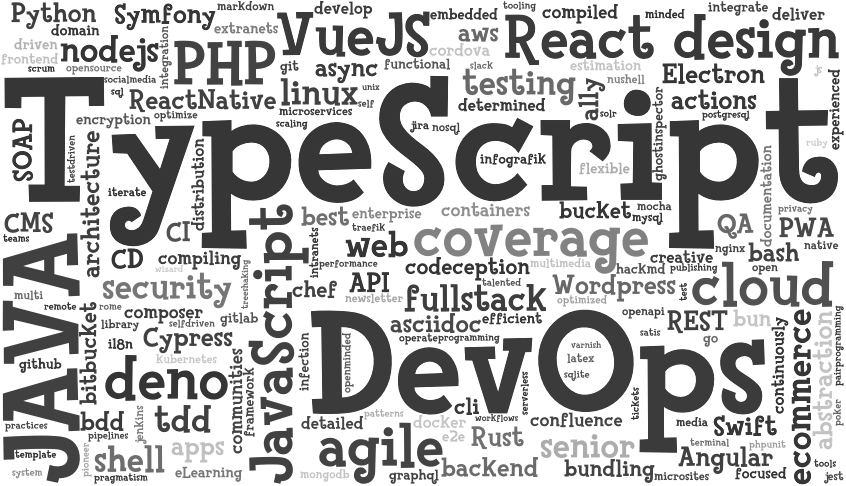 Python
Symfony
markdown
develop
embedded
tooling
compiled
minded
integrate
deliver
domain
extranets
VueJS
aws
React
design
driven
nodejs
integration
PHP
cordova
frontend
git
async
functional
slack
estimation
scrum
opensource
socialmedia
linux
testing
nushell
Electron
js
sql
ReactNative
unix
self
determined
a11y
solr
actions
experienced
TypeScript
encryption
optimize
microservices
scaling
jira
nosql
ghostinspector
postgresql
SOAP
testdriven
architecture
distribution
infografik
flexible
ruby
iterate
documentation
CMS
teams
CI
best
enterprise
traefik
containers
bucket
mocha
mysql
QA
privacy
PWA
native
JAVA
CD
compiling
wizard
JavaScript
intranets
web
performance
coverage
creative
nginx
bash
open
multi
security
treeshaking
chef
API
newsletter
codeception
multimedia
talented
hackmd
publishing
test
cloud
remote
rome
composer
library
selfdriven
gitlab
fullstack
optimized
Wordpress
openapi
REST
bun
bitbucket
i18n
Cypress
asciidoc
efficient
satis
go
continuously
ecommerce
abstraction
pairprogramming
github
Kubernetes
infection
openminded
operateprogramming
DevOps
varnish
latex
sqlite
deno
communities
framework
serverless
tickets
practices
bdd
pipelines
jenkins
tdd
detailed
patterns
docker
cli
workflows
confluence
media
Swift
poker
template
system
pioneer
shell
pragmatism
apps
eLearning
agile
mongodb
e2e
Rust
graphql
backend
senior
bundling
terminal
phpunit
Angular
microsites
focused
tools
jest